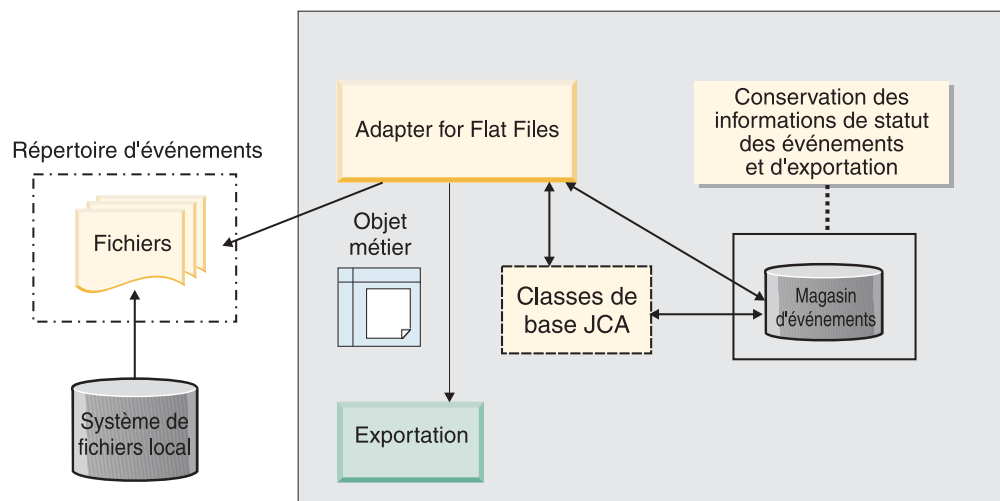 Répertoire d'événements
Fichiers
Système de
fichiers local
Adapter for Flat Files
Objet
métier
Exportation
Classes de
base JCA
Conservation des
informations de statut
des événements
et d'exportation
Magasin
d'événements